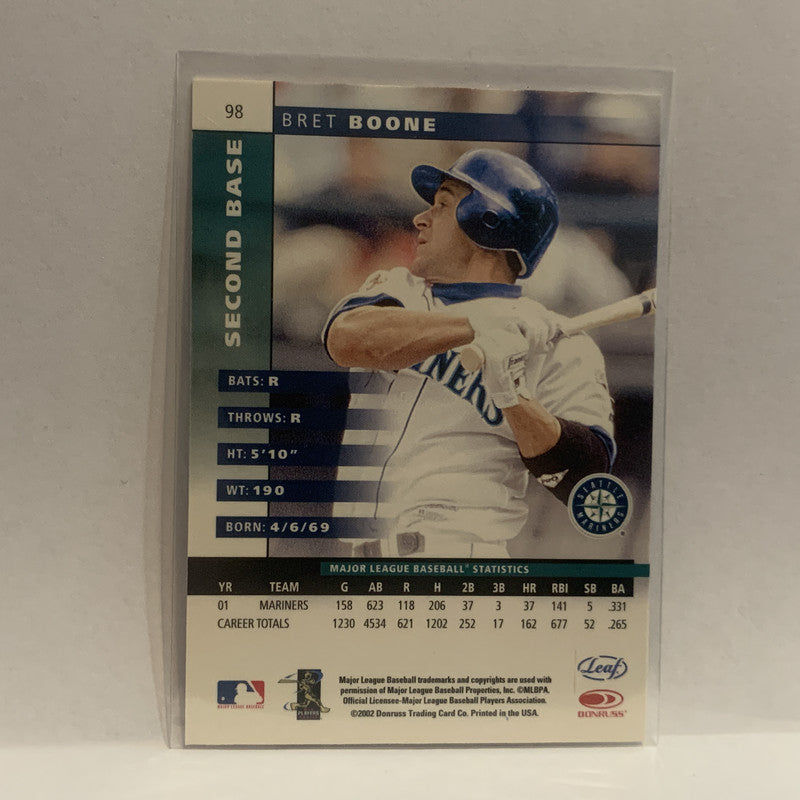 98
BRET BOONE
SECOND BASE
BATS: R
THROWS: R
HT: 5'10"
WT: 190
BORN: 4/6/69
SEATTLE MARINERS
MAJOR LEAGUE BASEBALL® STATISTICS
YR TEAM G AB R H 2B 3B HR RBI SB BA
01 MARINERS 158 623 118 206 37 3 37 141 5 .331
CAREER TOTALS 1230 4534 621 1202 252 17 162 677 52 .265
MAJOR LEAGUE BASEBALL
PLAYERS
Major League Baseball trademarks and copyrights are used with
permission of Major League Baseball Properties, Inc. ©MLBPA.
Official Licensee-Major League Baseball Players Association.
©2002 Donruss Trading Card Co. Printed in the USA.
Leaf
DONRUSS